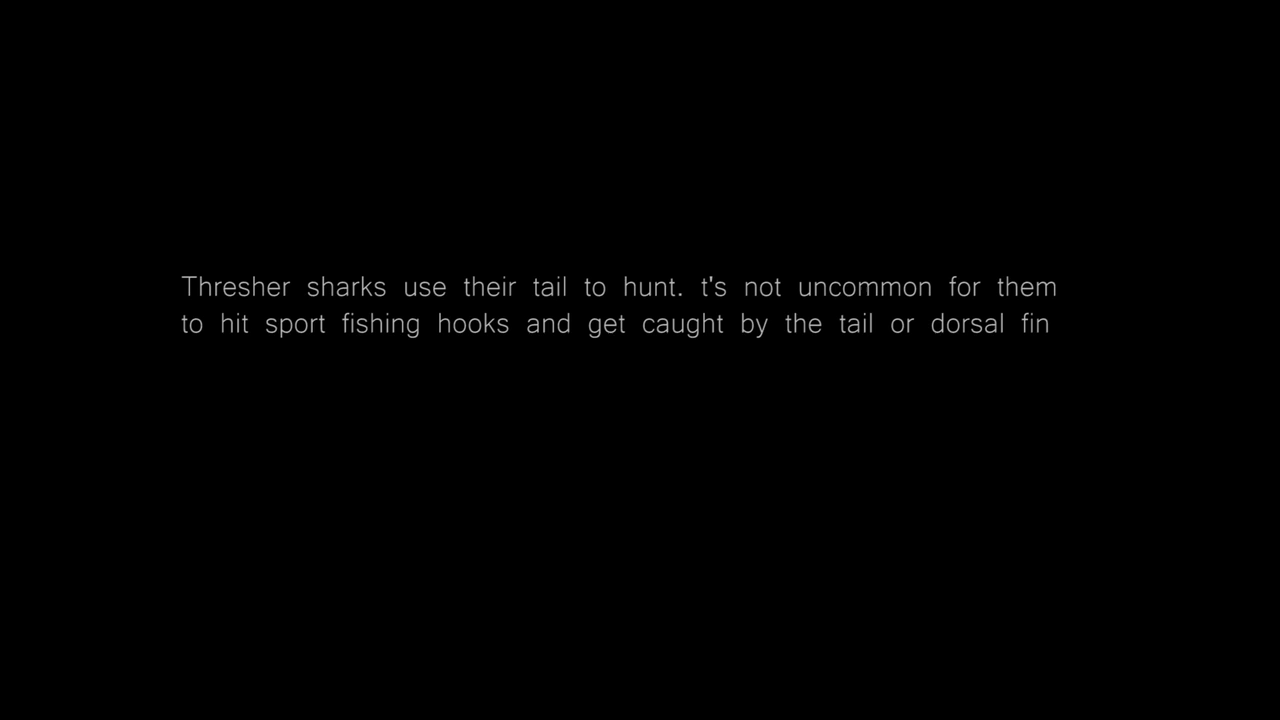 Thresher sharks use their tail to hunt. t's not uncommon for them
to hit sport fishing hooks and get caught by the tail or dorsal fin